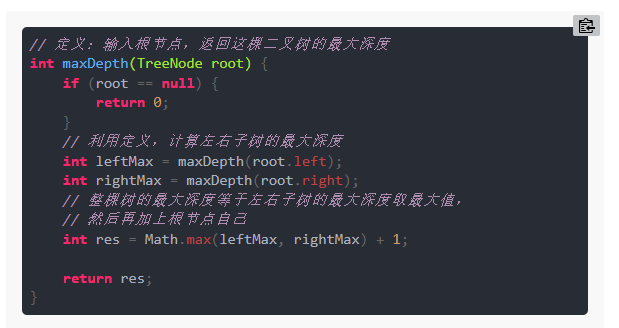 // 定义：输入根节点，返回这棵二叉树的最大深度
int maxDepth(TreeNode root) {
    if (root == null) {
        return 0;
    }
    // 利用定义，计算左右子树的最大深度
    int leftMax = maxDepth(root.left);
    int rightMax = maxDepth(root.right);
    // 整棵树的最大深度等于左右子树的最大深度取最大值，
    // 然后再加上根节点自己
    int res = Math.max(leftMax, rightMax) + 1;

    return res;
}